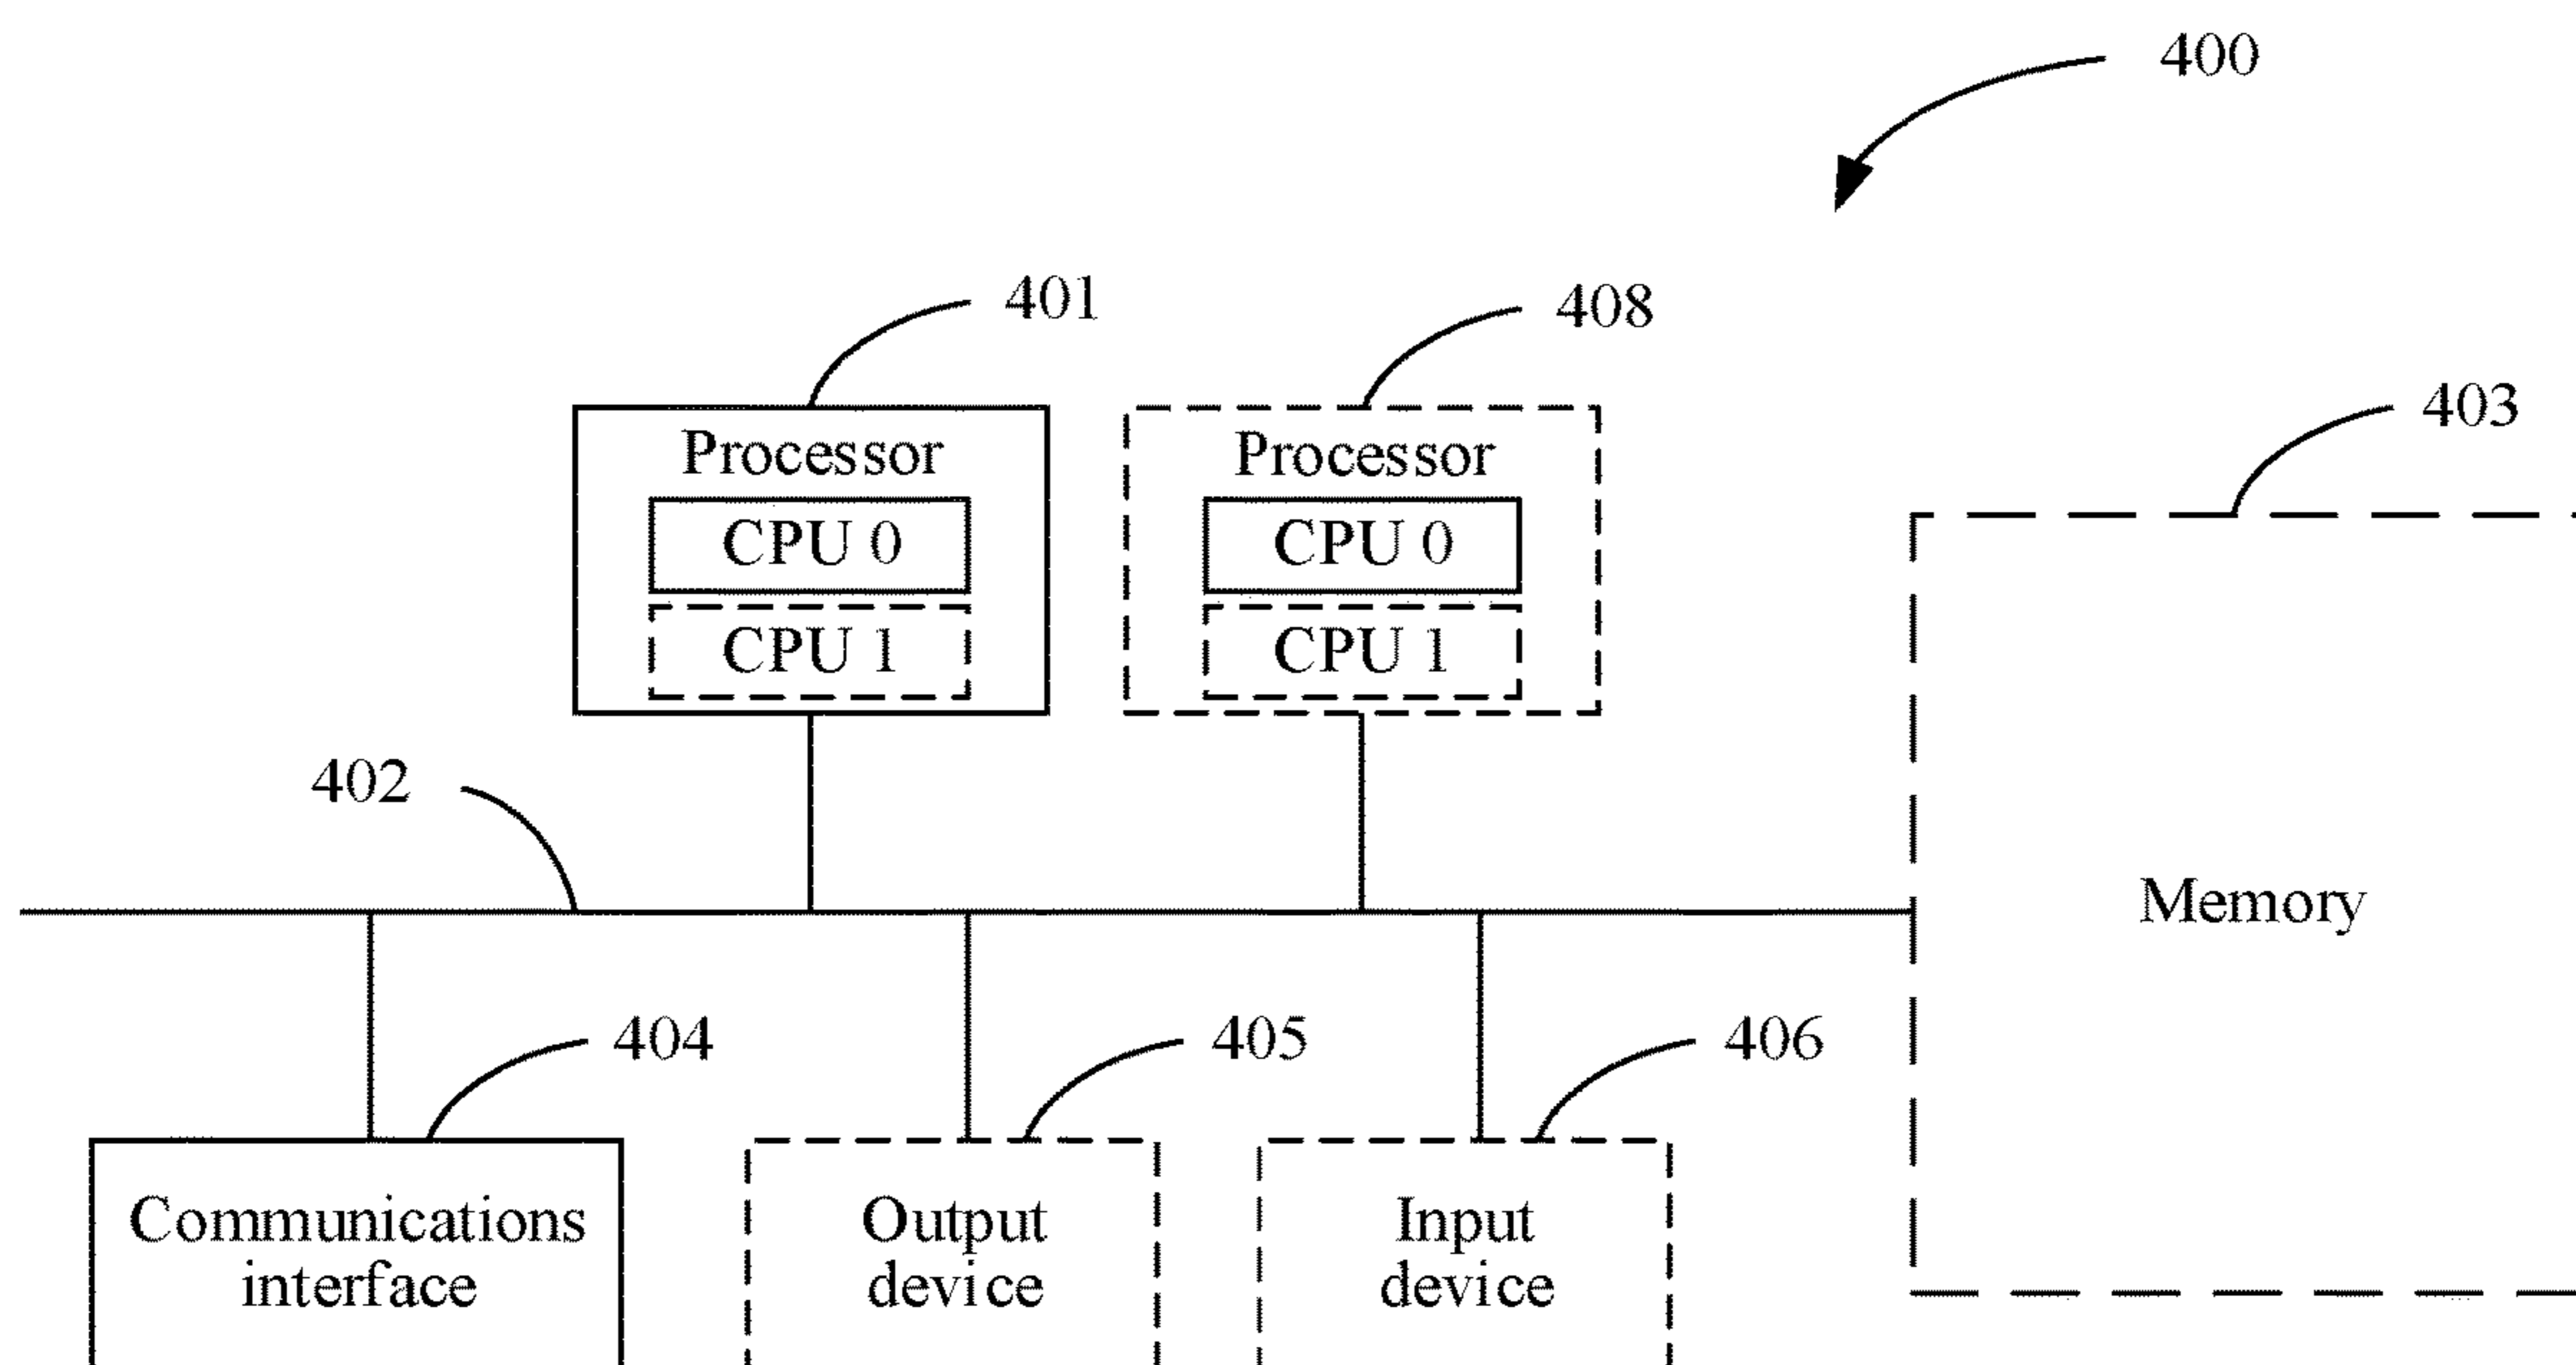 400
401
408
403
Processor
Processor
CPU 0
CPU 0
CPU 1
CPU 1
402
Memory
404
405
406
Communications
interface
Output
device
Input
device